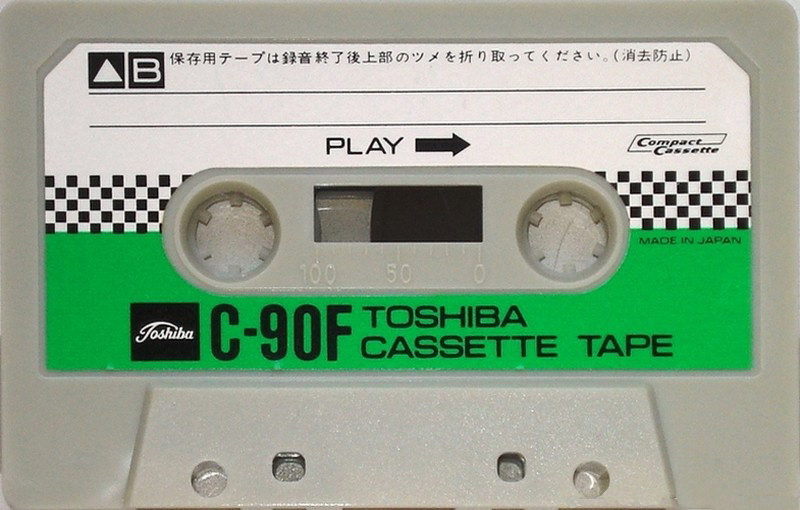 ▲B 保存用テープは録音終了後上部のツメを折り取ってください。(消去防止)
PLAY
Compact Cassette
MADE IN JAPAN
100 50 0
Toshiba C-90F TOSHIBA
CASSETTE TAPE